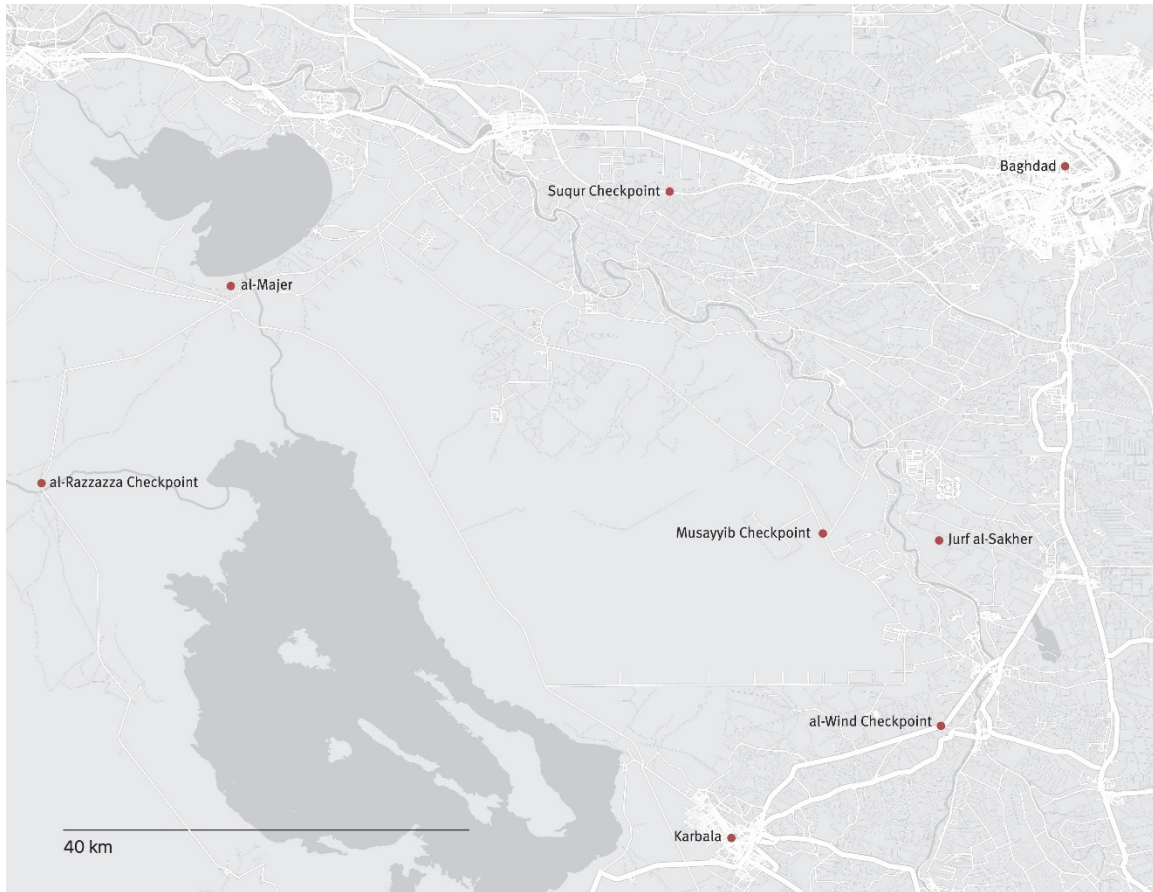 Baghdad
Suqur Checkpoint
al-Majer
al-Razzazza Checkpoint
Musayyib Checkpoint
Jurf al-Sakher
al-Wind Checkpoint
Karbala
40 km